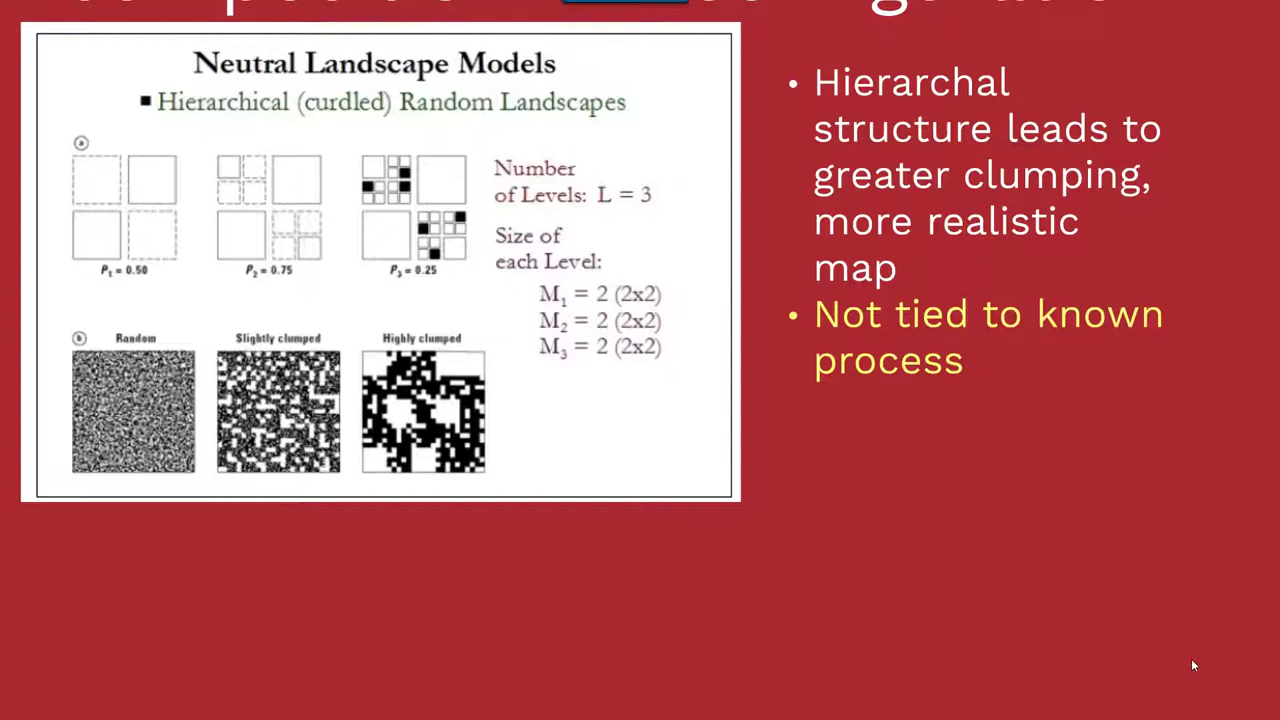 Neutral Landscape Models
Hierarchical (curdled) Random Landscapes
a
Number
of Levels: L = 3
Size of
each Level:
M1 = 2 (2x2)
M2 = 2 (2x2)
M3 = 2 (2x2)
P1 = 0.50
P2 = 0.75
P3 = 0.25
b
Random
Slightly clumped
Highly clumped
• Hierarchal
structure leads to
greater clumping,
more realistic
map
• Not tied to known
process